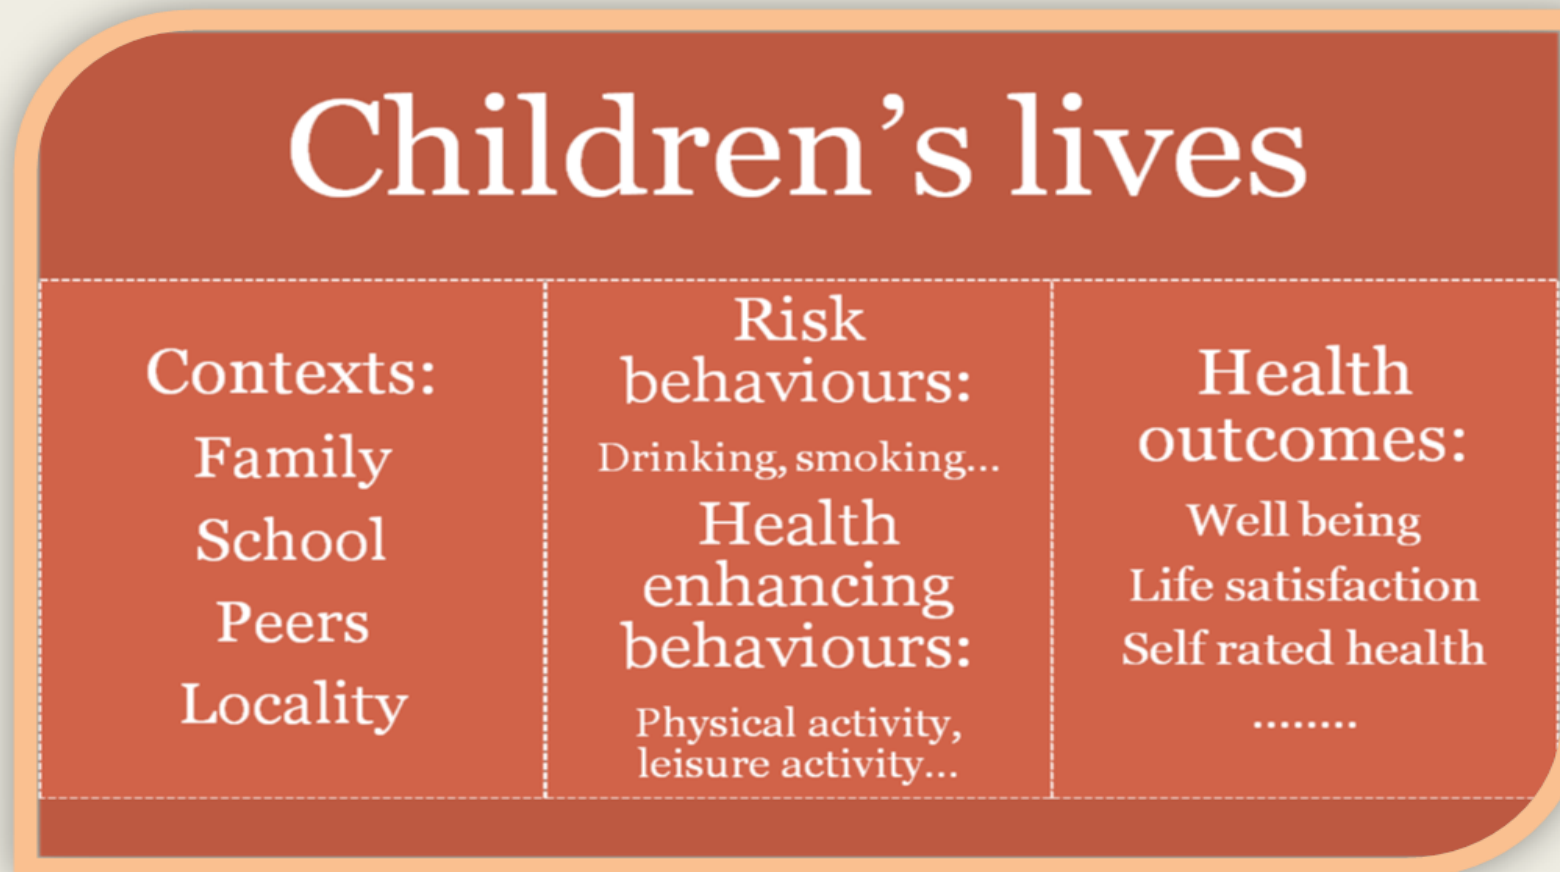 Children’s lives
Contexts:
Family
School
Peers
Locality
Risk
behaviours:
Drinking, smoking...
Health
enhancing
behaviours:
Physical activity,
leisure activity...
Health
outcomes:
Well being
Life satisfaction
Self rated health
........